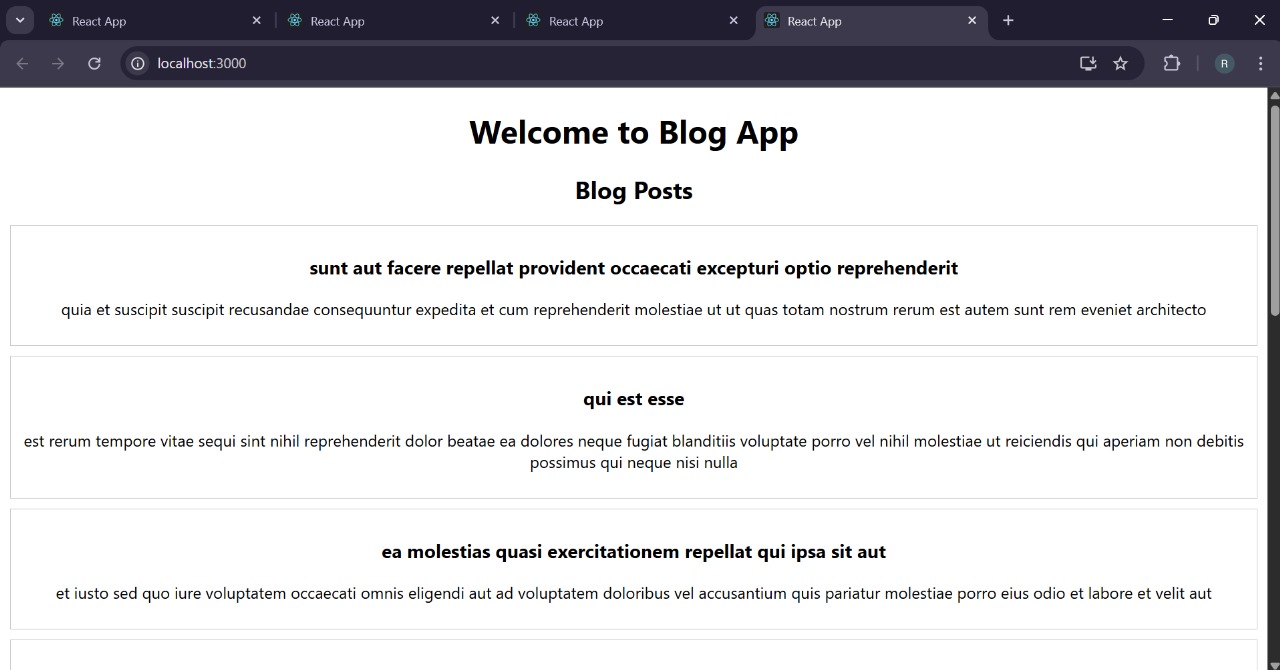 React App
React App
React App
React App
localhost:3000
R
Welcome to Blog App
Blog Posts
sunt aut facere repellat provident occaecati excepturi optio reprehenderit
quia et suscipit suscipit recusandae consequuntur expedita et cum reprehenderit molestiae ut ut quas totam nostrum rerum est autem sunt rem eveniet architecto
qui est esse
est rerum tempore vitae sequi sint nihil reprehenderit dolor beatae ea dolores neque fugiat blanditiis voluptate porro vel nihil molestiae ut reiciendis qui aperiam non debitis
possimus qui neque nisi nulla
ea molestias quasi exercitationem repellat qui ipsa sit aut
et iusto sed quo iure voluptatem occaecati omnis eligendi aut ad voluptatem doloribus vel accusantium quis pariatur molestiae porro eius odio et labore et velit aut